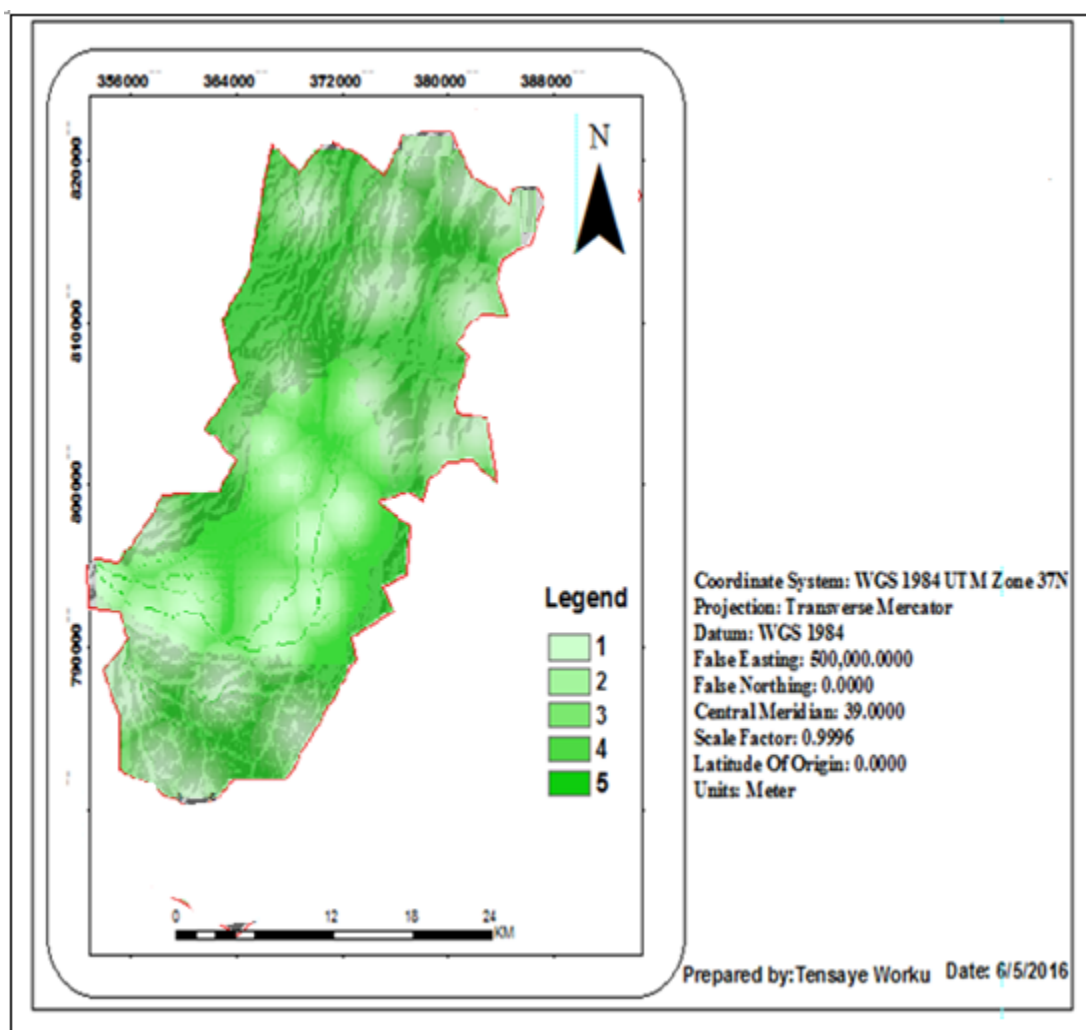 356000 364000 372000 380000 388000
N
820000
810000
800000
790000
Legend
1
2
3
4
5
Coordinate System: WGS 1984 UTM Zone 37N
Projection: Transverse Mercator
Datum: WGS 1984
False Easting: 500,000.0000
False Northing: 0.0000
Central Meridian: 39.0000
Scale Factor: 0.9996
Latitude Of Origin: 0.0000
Units: Meter
0 12 18 24
KM
Prepared by:Tensaye Worku Date: 6/5/2016